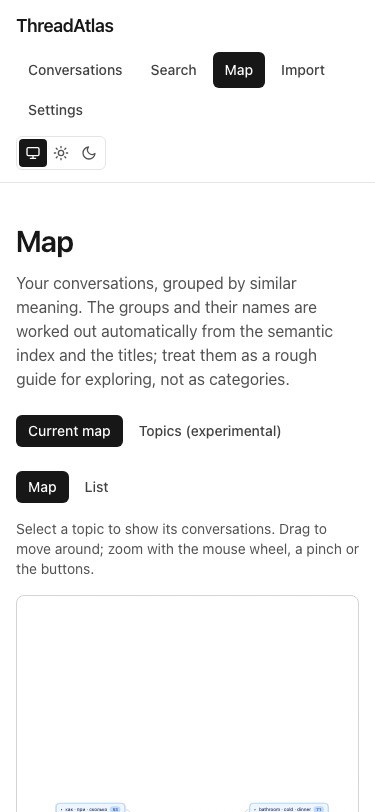 ThreadAtlas
Conversations Search Map Import
Settings
Map
Your conversations, grouped by similar
meaning. The groups and their names are
worked out automatically from the semantic
index and the titles; treat them as a rough
guide for exploring, not as categories.
Current map Topics (experimental)
Map List
Select a topic to show its conversations. Drag to
move around; zoom with the mouse wheel, a pinch or
the buttons.
bathroom · cold · dinner